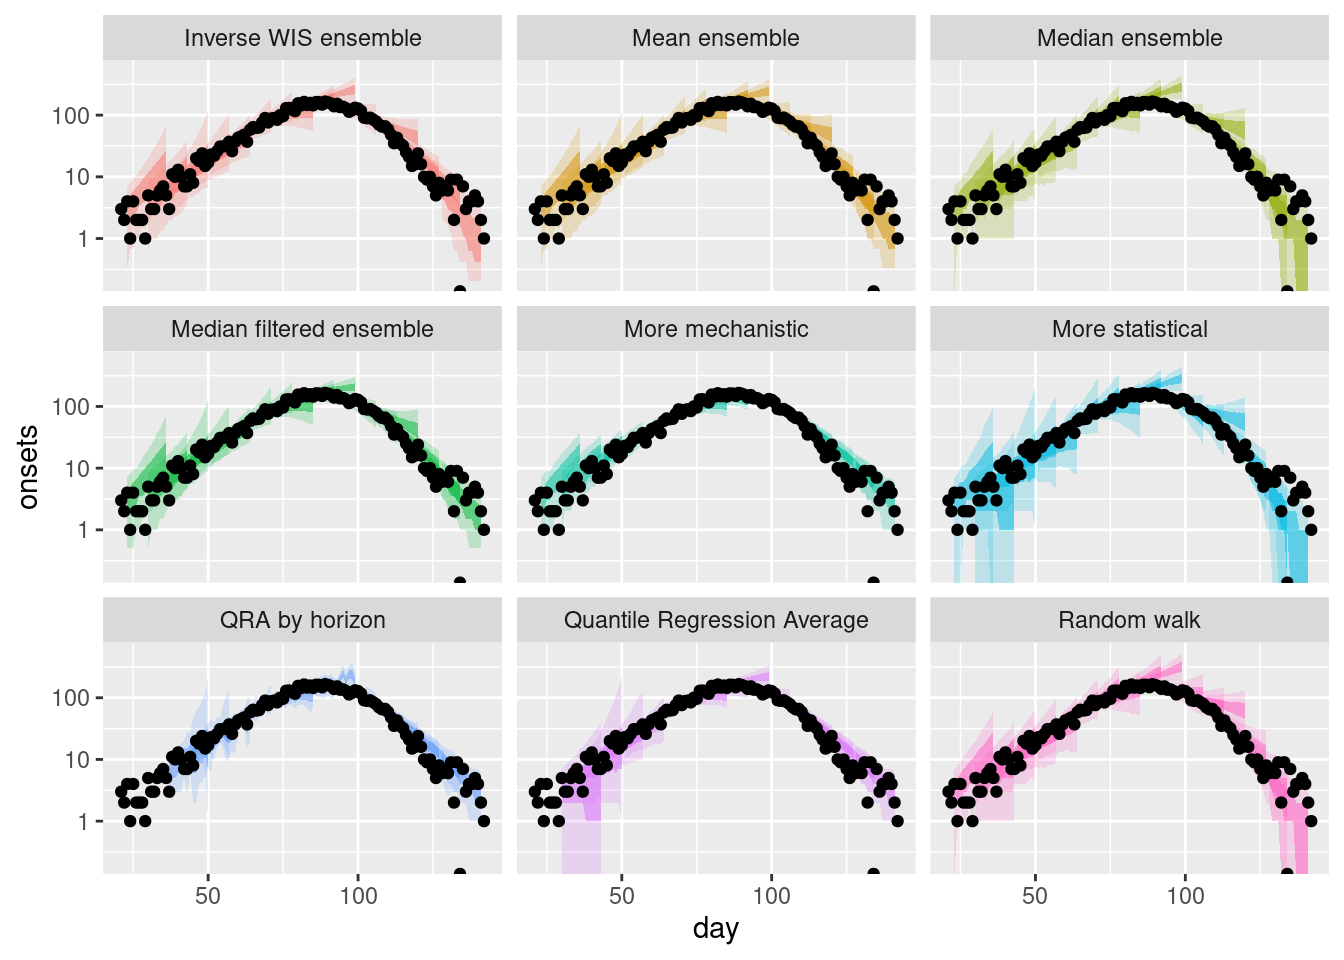 Inverse WIS ensemble
Mean ensemble
Median ensemble
100
10
1
Median filtered ensemble
More mechanistic
More statistical
100
10
1
onsets
QRA by horizon
Quantile Regression Average
Random walk
100
10
1
50
100
50
100
50
100
day